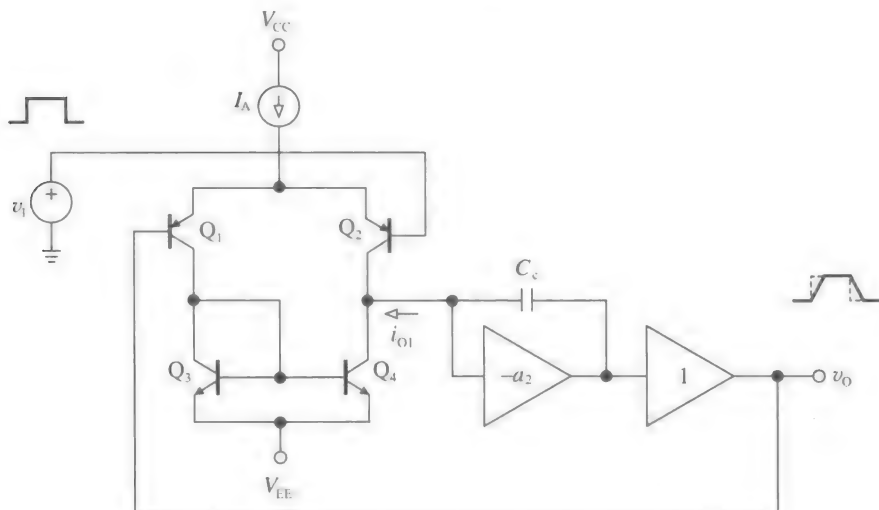 V_CC
I_A
v_I
Q_1
Q_2
C_c
i_O1
Q_3
Q_4
−a_2
1
v_O
V_EE